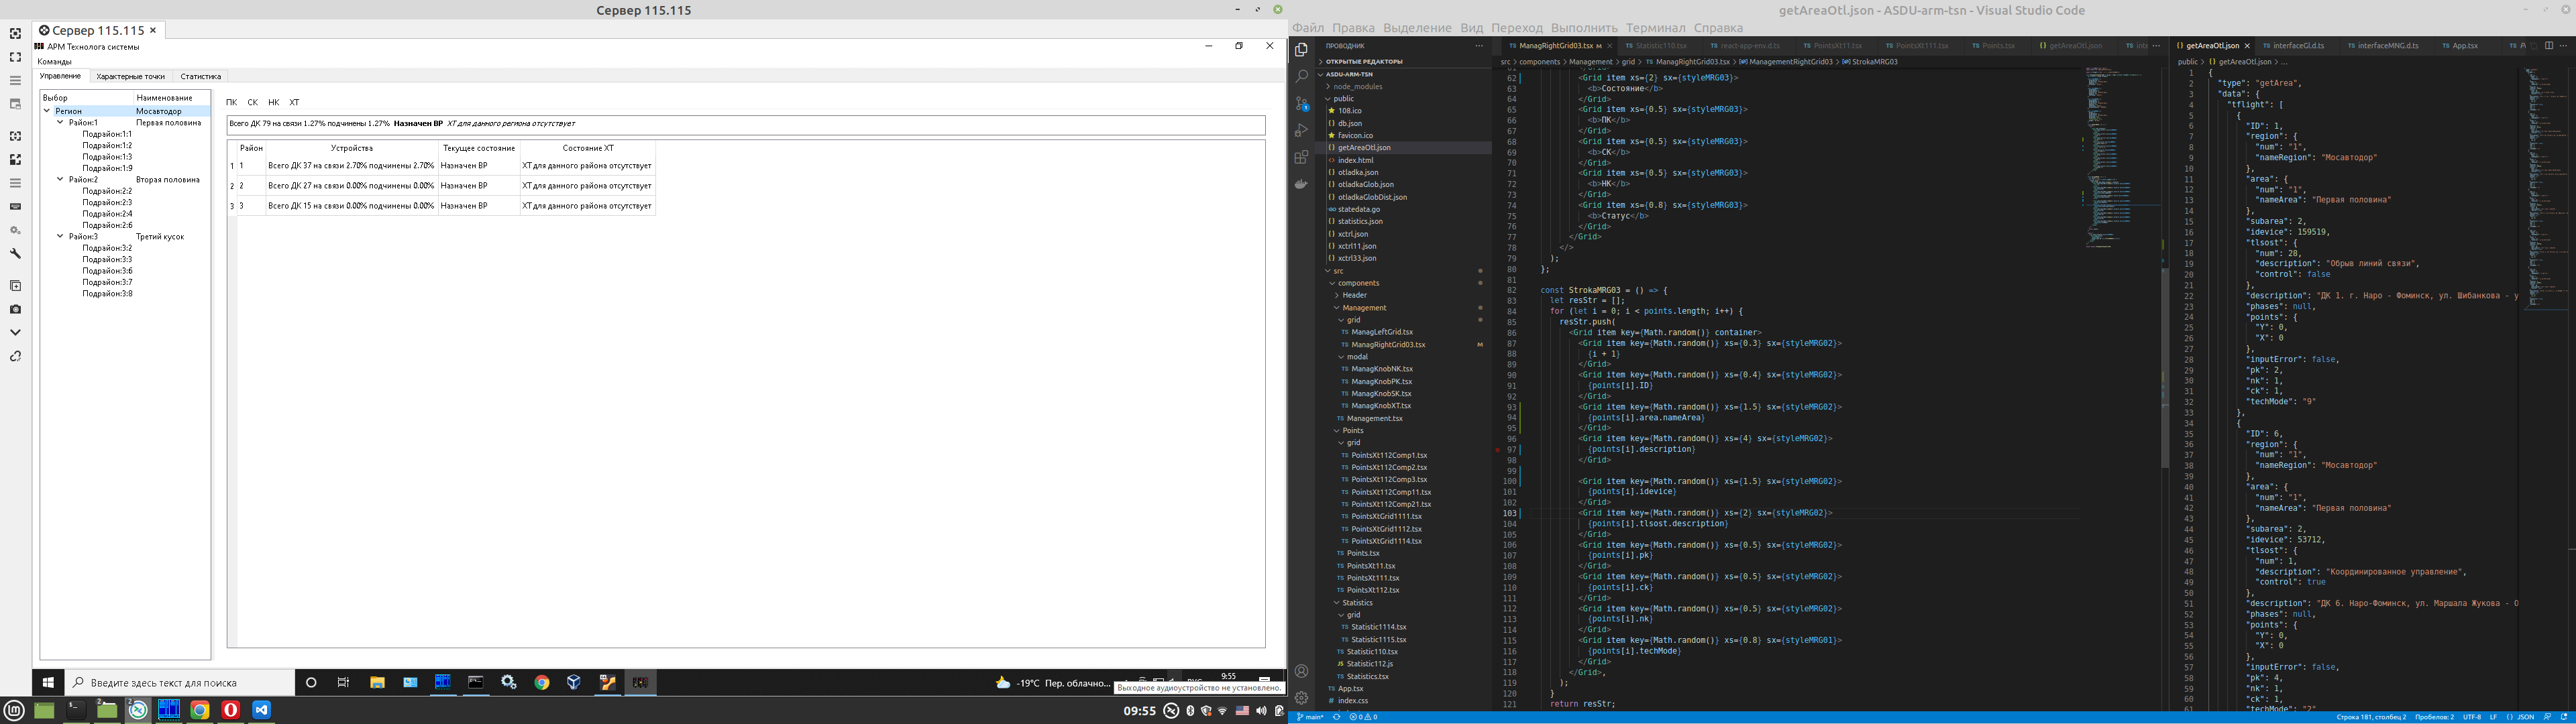 Сервер 115.115
Сервер 115.115 ×
АРМ Технолога системы
Команды
Управление Характерные точки Статистика
Выбор Наименование
Регион Мосавтодор
Район:1 Первая половина
Подрайон:1:1
Подрайон:1:2
Подрайон:1:3
Подрайон:1:9
Район:2 Вторая половина
Подрайон:2:2
Подрайон:2:3
Подрайон:2:4
Подрайон:2:6
Район:3 Третий кусок
Подрайон:3:2
Подрайон:3:3
Подрайон:3:6
Подрайон:3:7
Подрайон:3:8
ПК СК НК ХТ
Всего ДК 79 на связи 1.27% подчинены 1.27% Назначен ВР ХТ для данного региона отсутствует
Район Устройства Текущее состояние Состояние ХТ
1 1 Всего ДК 37 на связи 2.70% подчинены 2.70% Назначен ВР ХТ для данного района отсутствует
2 2 Всего ДК 27 на связи 0.00% подчинены 0.00% Назначен ВР ХТ для данного района отсутствует
3 3 Всего ДК 15 на связи 0.00% подчинены 0.00% Назначен ВР ХТ для данного района отсутствует
Введите здесь текст для поиска
-19°C Пер. облачно...
9:55
Выходное аудиоустройство не установлено.
09:55
getAreaOtl.json - ASDU-arm-tsn - Visual Studio Code
Файл Правка Выделение Вид Переход Выполнить Терминал Справка
ПРОВОДНИК
ОТКРЫТЫЕ РЕДАКТОРЫ
ASDU-ARM-TSN
node_modules
public
108.ico
db.json
favicon.ico
getAreaOtl.json
index.html
otladka.json
otladkaGlob.json
otladkaGlobDist.json
statedata.go
statistics.json
xctrl.json
xctrl11.json
xctrl33.json
src
components
Header
Management
grid
ManagLeftGrid.tsx
ManagRightGrid03.tsx M
modal
ManagKnobNK.tsx
ManagKnobPK.tsx
ManagKnobSK.tsx
ManagKnobXT.tsx
Management.tsx
Points
grid
PointsXt112Comp1.tsx
PointsXt112Comp2.tsx
PointsXt112Comp3.tsx
PointsXt112Comp11.tsx
PointsXt112Comp21.tsx
PointsXtGrid1111.tsx
PointsXtGrid1112.tsx
PointsXtGrid1114.tsx
Points.tsx
PointsXt11.tsx
PointsXt111.tsx
PointsXt112.tsx
Statistics
grid
Statistic1114.tsx
Statistic1115.tsx
Statistic110.tsx
Statistic112.js
Statistics.tsx
App.tsx
index.css
ManagRightGrid03.tsx M × Statistic110.tsx react-app-env.d.ts PointsXt11.tsx PointsXt111.tsx Points.tsx getAreaOtl.json
src > components > Management > grid > ManagRightGrid03.tsx > ManagementRightGrid03 > StrokaMRG03
62 <Grid item xs={2} sx={styleMRG03}>
63 <b>Состояние</b>
64 </Grid>
65 <Grid item xs={0.5} sx={styleMRG03}>
66 <b>ПК</b>
67 </Grid>
68 <Grid item xs={0.5} sx={styleMRG03}>
69 <b>СК</b>
70 </Grid>
71 <Grid item xs={0.5} sx={styleMRG03}>
72 <b>НК</b>
73 </Grid>
74 <Grid item xs={0.8} sx={styleMRG03}>
75 <b>Статус</b>
76 </Grid>
77 </Grid>
78 </>
79 );
80 };
81
82 const StrokaMRG03 = () => {
83 let resStr = [];
84 for (let i = 0; i < points.length; i++) {
85 resStr.push(
86 <Grid item key={Math.random()} container>
87 <Grid item key={Math.random()} xs={0.3} sx={styleMRG02}>
88 {i + 1}
89 </Grid>
90 <Grid item key={Math.random()} xs={0.4} sx={styleMRG02}>
91 {points[i].ID}
92 </Grid>
93 <Grid item key={Math.random()} xs={1.5} sx={styleMRG02}>
94 {points[i].area.nameArea}
95 </Grid>
96 <Grid item key={Math.random()} xs={4} sx={styleMRG02}>
97 {points[i].description}
98 </Grid>
99
100 <Grid item key={Math.random()} xs={1.5} sx={styleMRG02}>
101 {points[i].idevice}
102 </Grid>
103 <Grid item key={Math.random()} xs={2} sx={styleMRG02}>
104 {points[i].tlsost.description}
105 </Grid>
106 <Grid item key={Math.random()} xs={0.5} sx={styleMRG02}>
107 {points[i].pk}
108 </Grid>
109 <Grid item key={Math.random()} xs={0.5} sx={styleMRG02}>
110 {points[i].ck}
111 </Grid>
112 <Grid item key={Math.random()} xs={0.5} sx={styleMRG02}>
113 {points[i].nk}
114 </Grid>
115 <Grid item key={Math.random()} xs={0.8} sx={styleMRG01}>
116 {points[i].techMode}
117 </Grid>
118 </Grid>,
119 );
120 }
121 return resStr;
getAreaOtl.json × interfaceGl.d.ts interfaceMNG.d.ts App.tsx
public > getAreaOtl.json > ...
1 {
2 "type": "getArea",
3 "data": {
4 "tflight": [
5 {
6 "ID": 1,
7 "region": {
8 "num": "1",
9 "nameRegion": "Мосавтодор"
10 },
11 "area": {
12 "num": "1",
13 "nameArea": "Первая половина"
14 },
15 "subarea": 2,
16 "idevice": 159519,
17 "tlsost": {
18 "num": 28,
19 "description": "Обрыв линий связи",
20 "control": false
21 },
22 "description": "ДК 1. г. Наро - Фоминск, ул. Шибанкова - у
23 "phases": null,
24 "points": {
25 "Y": 0,
26 "X": 0
27 },
28 "inputError": false,
29 "pk": 2,
30 "nk": 1,
31 "ck": 1,
32 "techMode": "9"
33 },
34 {
35 "ID": 6,
36 "region": {
37 "num": "1",
38 "nameRegion": "Мосавтодор"
39 },
40 "area": {
41 "num": "1",
42 "nameArea": "Первая половина"
43 },
44 "subarea": 2,
45 "idevice": 53712,
46 "tlsost": {
47 "num": 1,
48 "description": "Координированное управление",
49 "control": true
50 },
51 "description": "ДК 6. Наро-Фоминск, ул. Маршала Жукова - О
52 "phases": null,
53 "points": {
54 "Y": 0,
55 "X": 0
56 },
57 "inputError": false,
58 "pk": 4,
59 "nk": 1,
60 "ck": 1,
61 "techMode": "2"
main* 0 0
Строка 181, столбец 2 Пробелов: 2 UTF-8 LF {} JSON